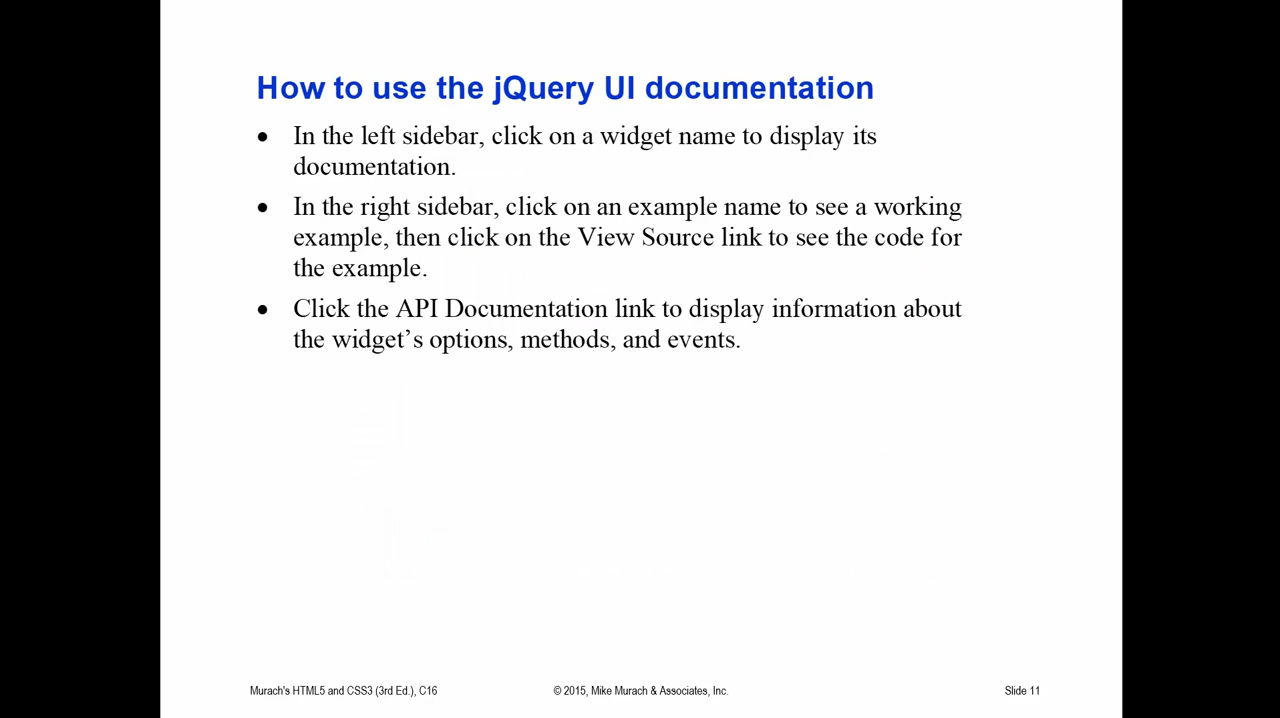 How to use the jQuery UI documentation
• In the left sidebar, click on a widget name to display its
documentation.
• In the right sidebar, click on an example name to see a working
example, then click on the View Source link to see the code for
the example.
• Click the API Documentation link to display information about
the widget’s options, methods, and events.
Murach's HTML5 and CSS3 (3rd Ed.), C16
© 2015, Mike Murach & Associates, Inc.
Slide 11